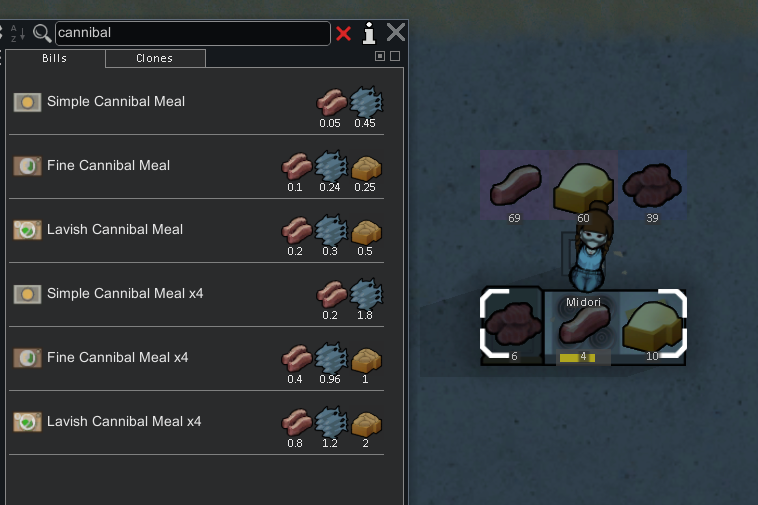 cannibal
Bills
Clones
Simple Cannibal Meal
0.05 0.45
Fine Cannibal Meal
0.1 0.24 0.25
Lavish Cannibal Meal
0.2 0.3 0.5
Simple Cannibal Meal x4
0.2 1.8
Fine Cannibal Meal x4
0.4 0.96 1
Lavish Cannibal Meal x4
0.8 1.2 2
69 60 39
Midori
6 4 10